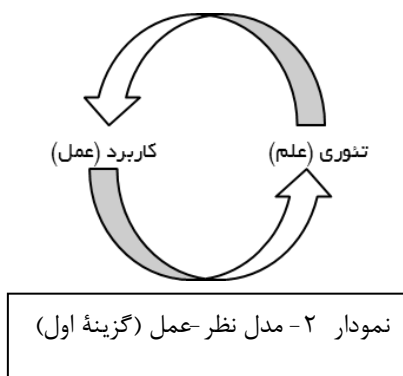 تئوری (علم) کاربرد (عمل)
نمودار ۲- مدل نظر-عمل (گزینهٔ اول)